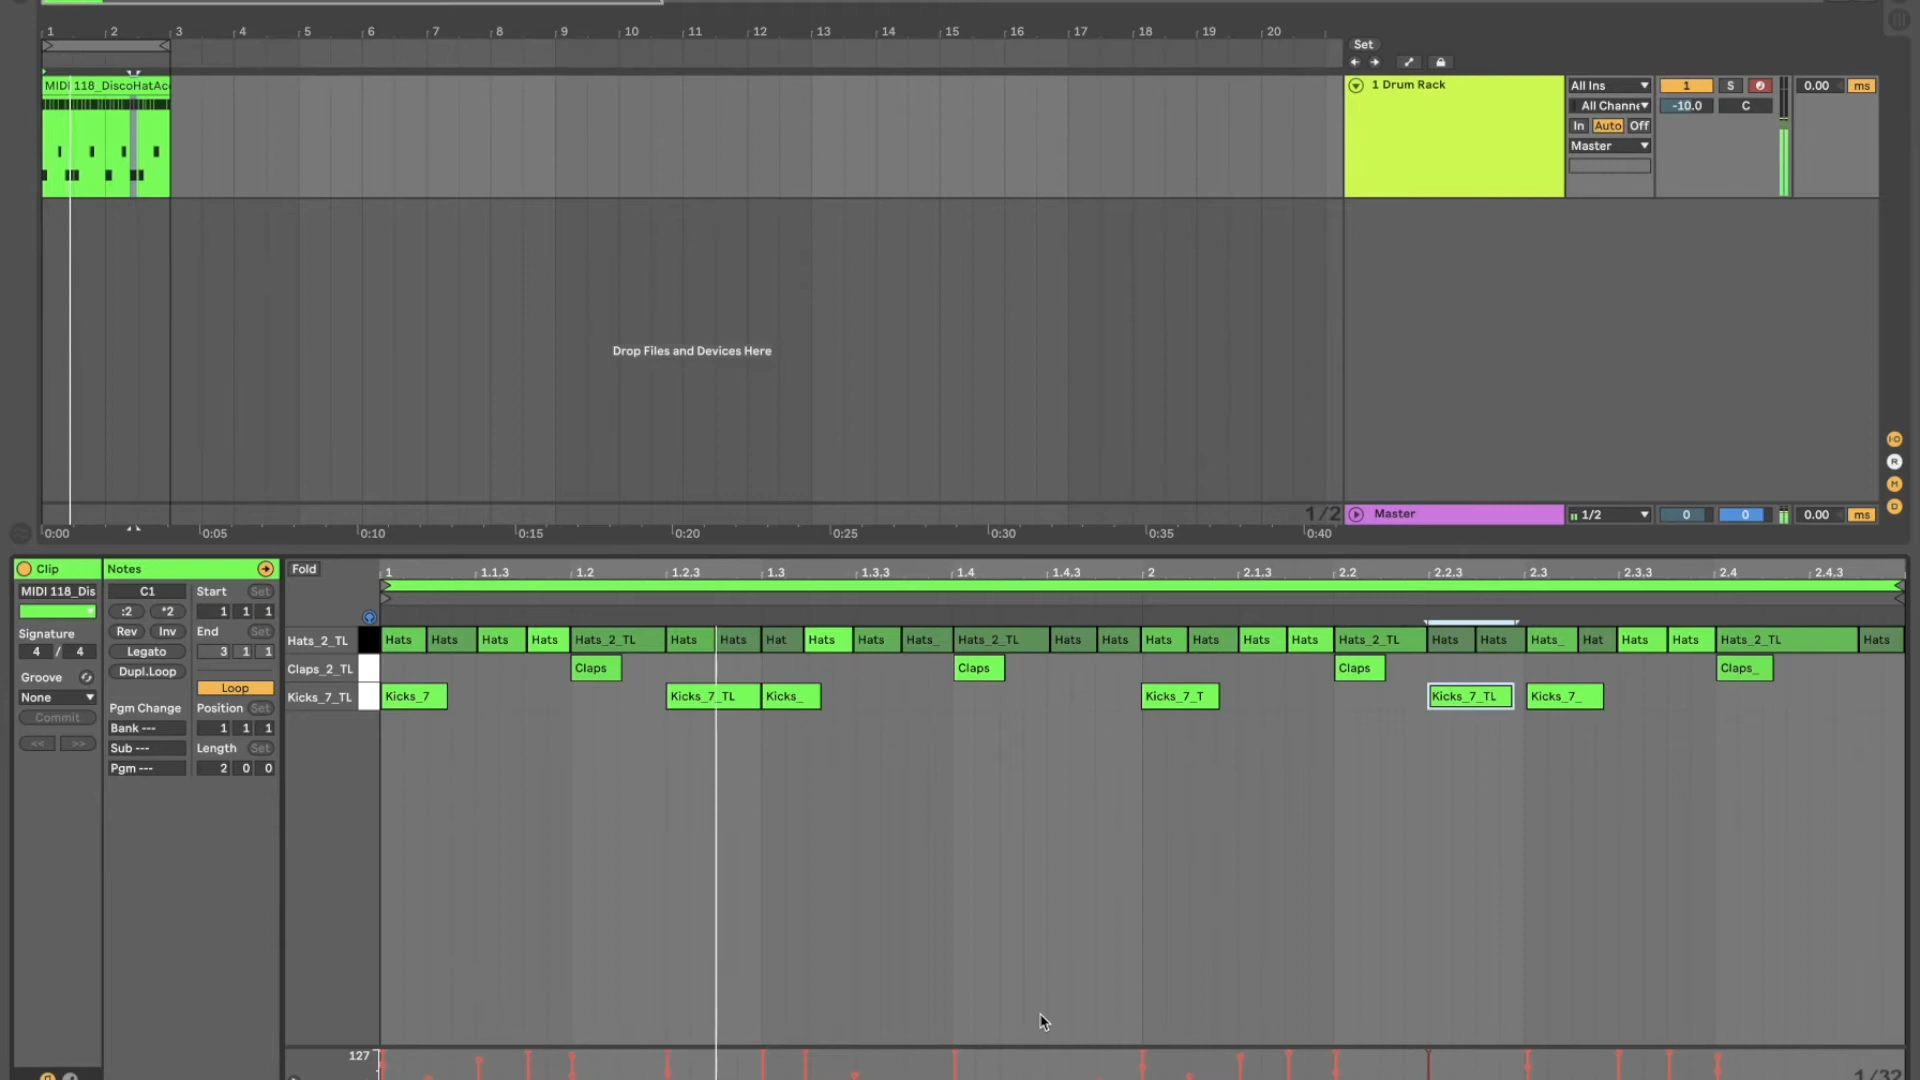 1 2 3 4 5 6 7 8 9 10 11 12 13 14 15 16 17 18 19 20
Set
MIDI 118_DiscoHatAc
1 Drum Rack
All Ins 1 S 0.00 ms
All Channe -10.0 C
In Auto Off
Master
Drop Files and Devices Here
1/2 Master 1/2 0 0 0.00 ms
0:00 0:05 0:10 0:15 0:20 0:25 0:30 0:35 0:40
I·O
R
M
D
Clip Notes Fold
1 1.1.3 1.2 1.2.3 1.3 1.3.3 1.4 1.4.3 2 2.1.3 2.2 2.2.3 2.3 2.3.3 2.4 2.4.3
MIDI 118_Dis C1 Start Set
:2 *2 1 1 1
Signature Rev Inv End Set
4 / 4 Legato 3 1 1
Groove Dupl.Loop
None Loop
Commit Pgm Change Position Set
Bank --- 1 1 1
<< >> Sub --- Length Set
Pgm --- 2 0 0
Hats_2_TL Hats Hats Hats Hats Hats_2_TL Hats Hats Hat Hats Hats Hats_ Hats_2_TL Hats Hats Hats Hats Hats Hats Hats_2_TL Hats Hats Hats_ Hat Hats Hats Hats_2_TL Hats
Claps_2_TL Claps Claps Claps Claps_
Kicks_7_TL Kicks_7 Kicks_7_TL Kicks_ Kicks_7_T Kicks_7_TL Kicks_7_
127
1/32